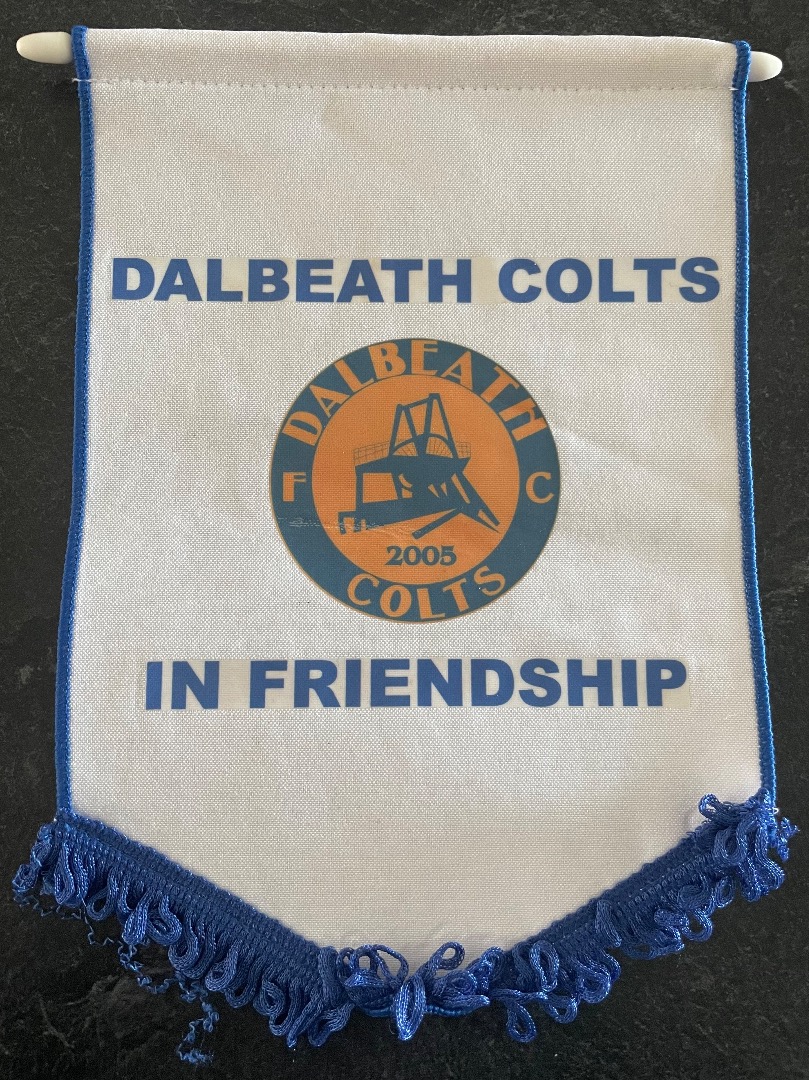 DALBEATH COLTS
DALBEATH
F C
2005
COLTS
IN FRIENDSHIP